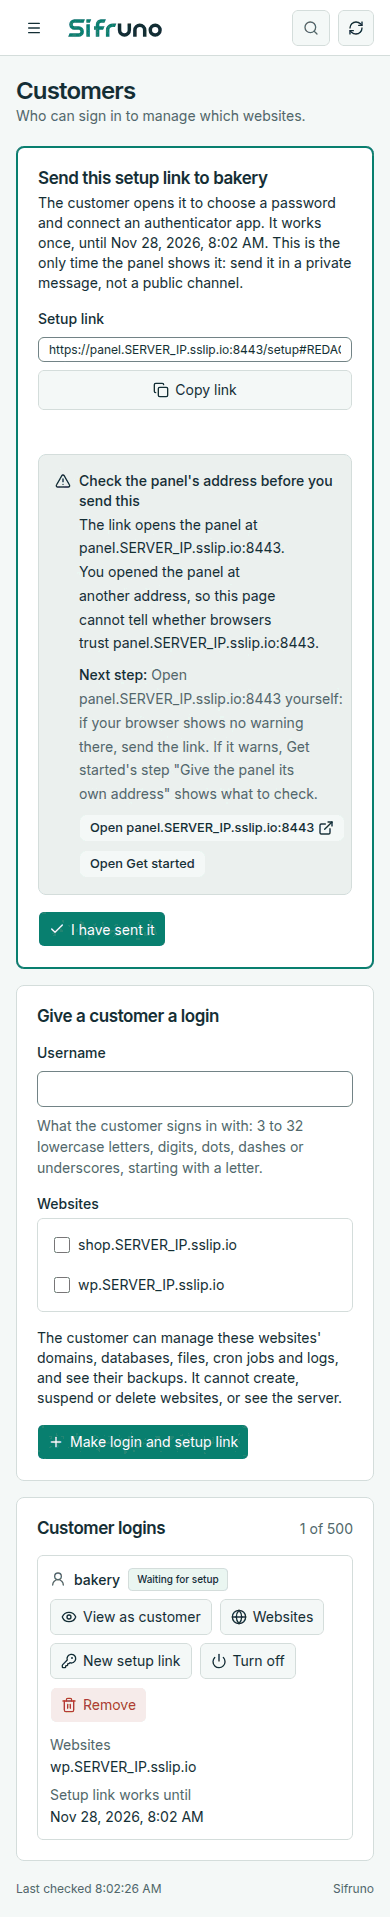 Sifruno
Customers
Who can sign in to manage which websites.
Send this setup link to bakery
The customer opens it to choose a password
and connect an authenticator app. It works
once, until Nov 28, 2026, 8:02 AM. This is the
only time the panel shows it: send it in a private
message, not a public channel.
Setup link
https://panel.SERVER_IP.sslip.io:8443/setup#REDAC
Copy link
Check the panel's address before you
send this
The link opens the panel at
panel.SERVER_IP.sslip.io:8443.
You opened the panel at
another address, so this page
cannot tell whether browsers
trust panel.SERVER_IP.sslip.io:8443.
Next step: Open
panel.SERVER_IP.sslip.io:8443 yourself:
if your browser shows no warning
there, send the link. If it warns, Get
started's step "Give the panel its
own address" shows what to check.
Open panel.SERVER_IP.sslip.io:8443
Open Get started
I have sent it
Give a customer a login
Username
What the customer signs in with: 3 to 32
lowercase letters, digits, dots, dashes or
underscores, starting with a letter.
Websites
shop.SERVER_IP.sslip.io
wp.SERVER_IP.sslip.io
The customer can manage these websites'
domains, databases, files, cron jobs and logs,
and see their backups. It cannot create,
suspend or delete websites, or see the server.
Make login and setup link
Customer logins 1 of 500
bakery Waiting for setup
View as customer Websites
New setup link Turn off
Remove
Websites
wp.SERVER_IP.sslip.io
Setup link works until
Nov 28, 2026, 8:02 AM
Last checked 8:02:26 AM Sifruno